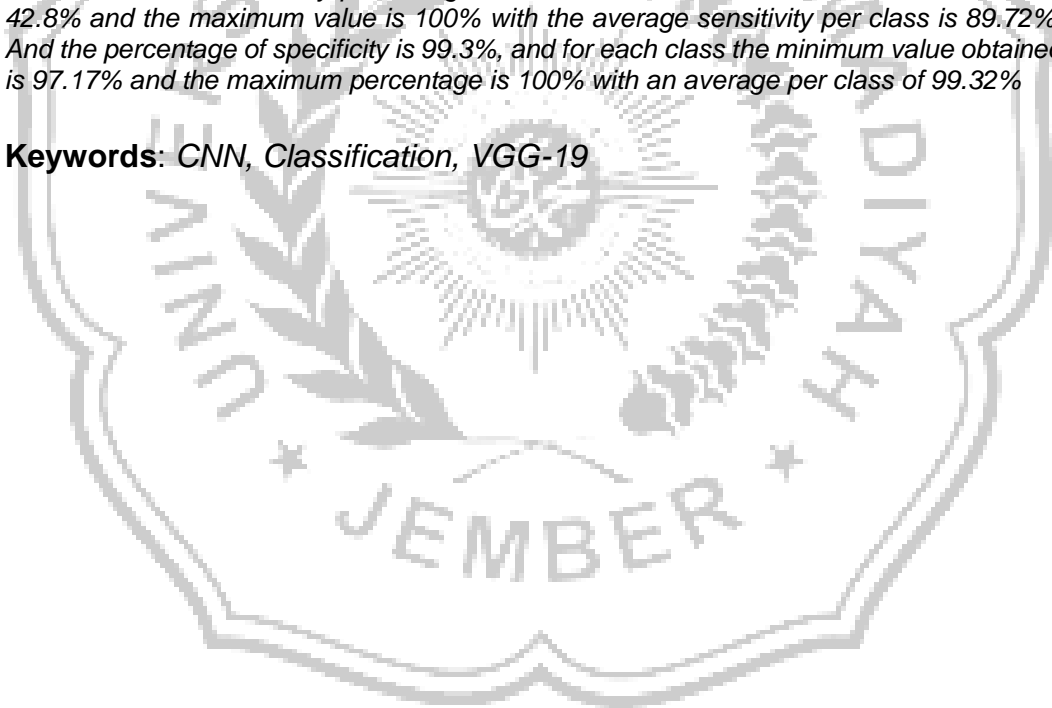 42.8% and the maximum value is 100% with the average sensitivity per class is 89.72%
And the percentage of specificity is 99.3%, and for each class the minimum value obtained
is 97.17% and the maximum percentage is 100% with an average per class of 99.32%
Keywords: CNN, Classification, VGG-19
JEMBER